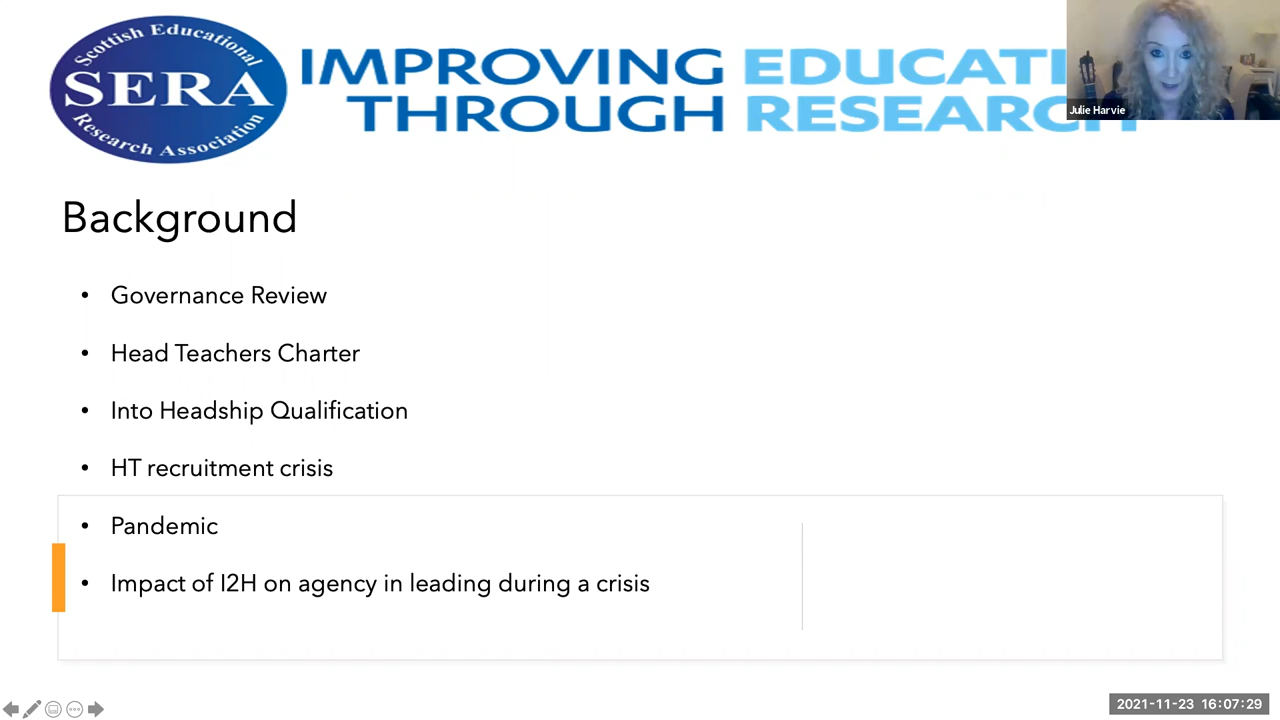 Scottish Educational
SERA
Research Association
IMPROVING EDUCATI
THROUGH RESEARCH
Julie Harvie
Background
• Governance Review
• Head Teachers Charter
• Into Headship Qualification
• HT recruitment crisis
• Pandemic
• Impact of I2H on agency in leading during a crisis
2021-11-23 16:07:29